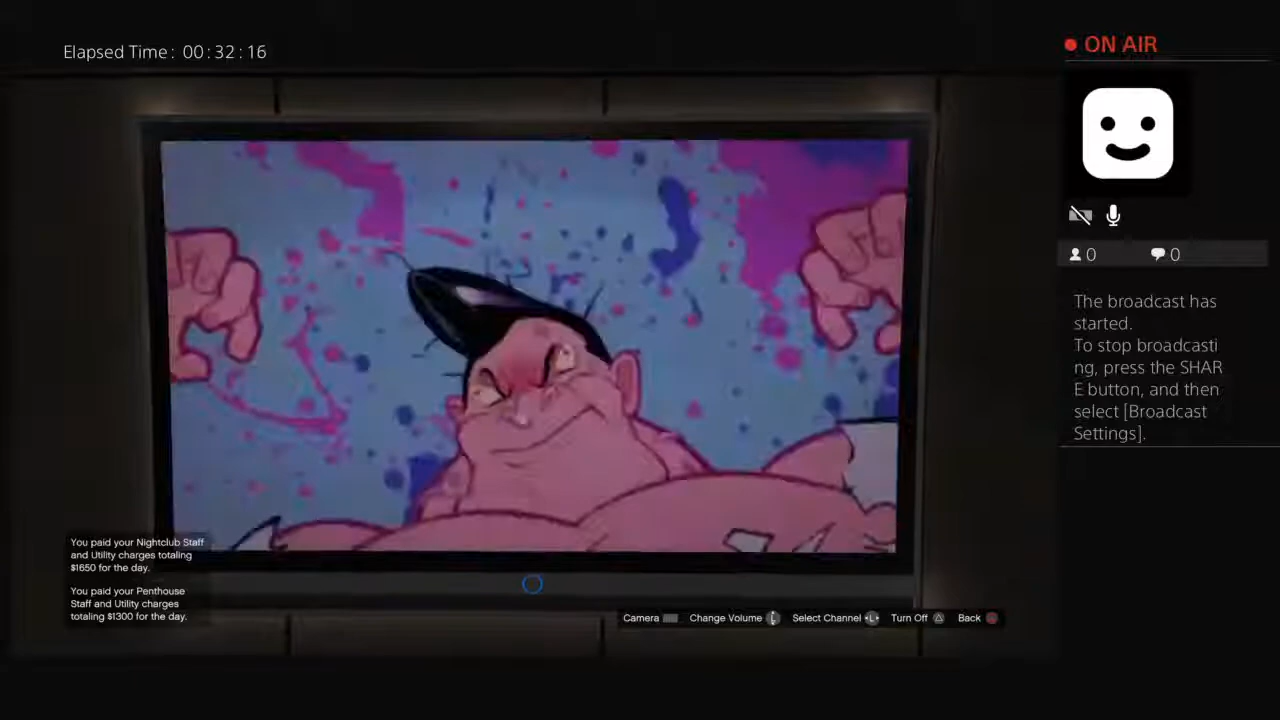 Elapsed Time: 00:32:16
ON AIR
0 0
The broadcast has
started.
To stop broadcasti
ng, press the SHAR
E button, and then
select [Broadcast
Settings].
You paid your Nightclub Staff
and Utility charges totaling
$1650 for the day.
You paid your Penthouse
Staff and Utility charges
totaling $1300 for the day.
Camera Change Volume L Select Channel L Turn Off Back